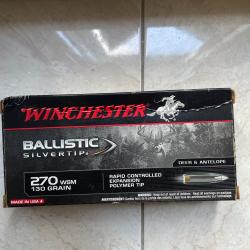 WINCHESTER
BALLISTIC
SILVERTIP
DEER & ANTELOPE
270 WSM
130 GRAIN
RAPID CONTROLLED
EXPANSION
POLYMER TIP
MADE IN USA